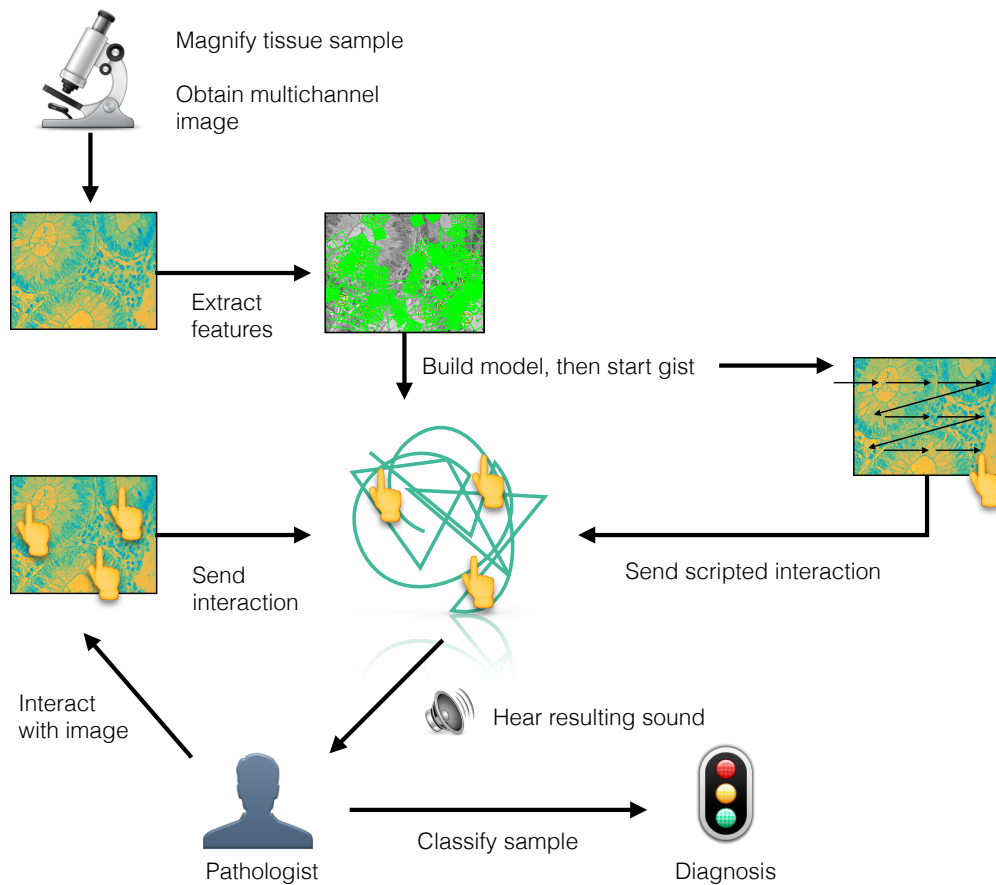 Magnify tissue sample
Obtain multichannel
image
Extract
features
Build model, then start gist
Send
interaction
Send scripted interaction
Interact
with image
Hear resulting sound
Classify sample
Pathologist
Diagnosis